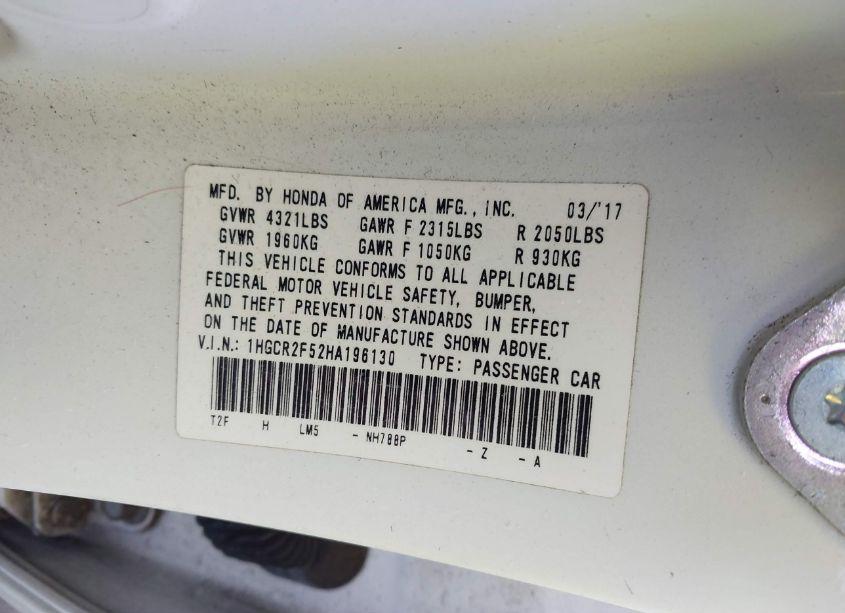 MFD. BY HONDA OF AMERICA MFG., INC. 03/'17
GVWR 4321LBS GAWR F 2315LBS R 2050LBS
GVWR 1960KG GAWR F 1050KG R 930KG
THIS VEHICLE CONFORMS TO ALL APPLICABLE
FEDERAL MOTOR VEHICLE SAFETY, BUMPER,
AND THEFT PREVENTION STANDARDS IN EFFECT
ON THE DATE OF MANUFACTURE SHOWN ABOVE.
V.I.N.: 1HGCR2F52HA196130 TYPE: PASSENGER CAR
T2F H LM5 - NH788P - Z - A